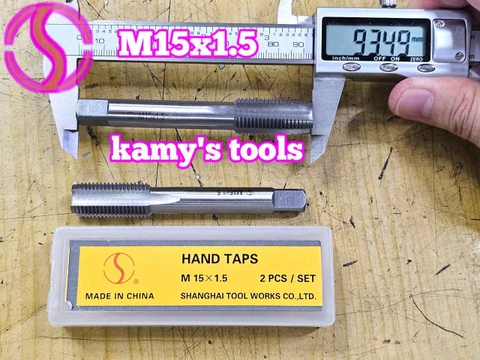 M15x1.5
93.49 mm
inch/mm OFF ON ZERO
kamy's tools
HAND TAPS
M 15×1.5 2 PCS / SET
MADE IN CHINA SHANGHAI TOOL WORKS CO.,LTD.